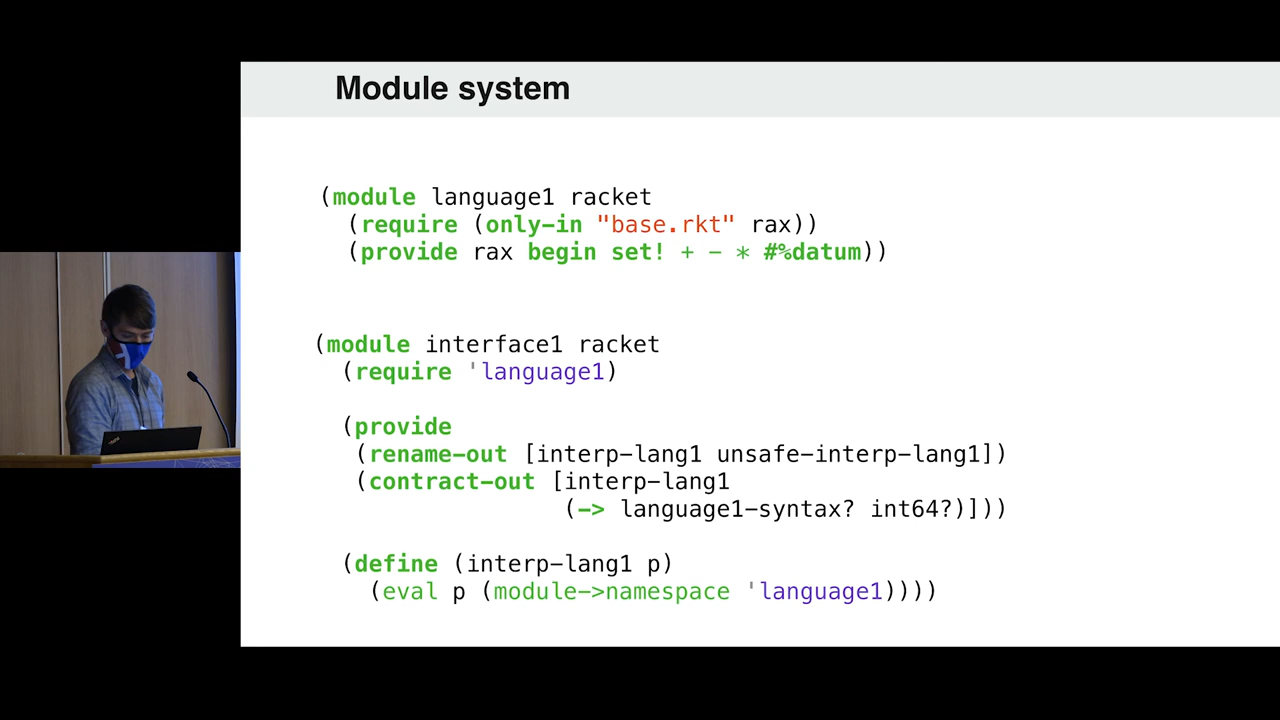 Module system
(module language1 racket
(require (only-in "base.rkt" rax))
(provide rax begin set! + - * #%datum))
(module interface1 racket
(require 'language1)
(provide
(rename-out [interp-lang1 unsafe-interp-lang1])
(contract-out [interp-lang1
(-> language1-syntax? int64?)]))
(define (interp-lang1 p)
(eval p (module->namespace 'language1))))